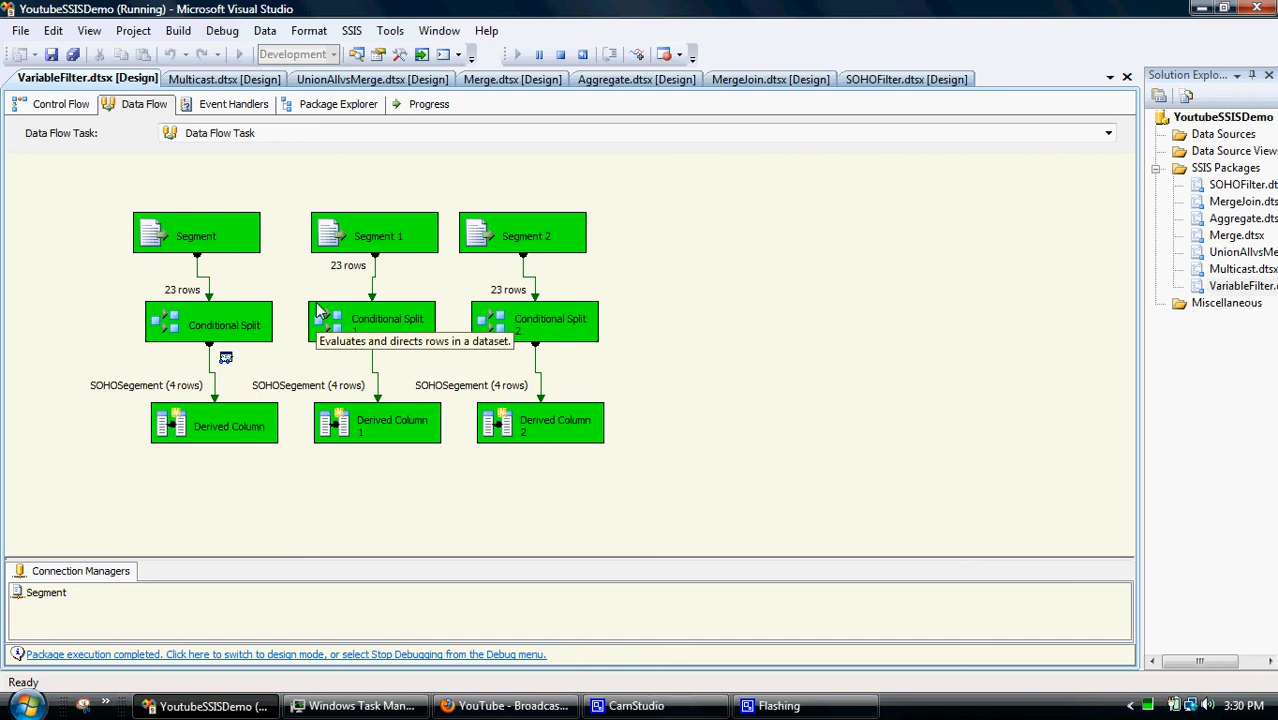 YoutubeSSISDemo (Running) - Microsoft Visual Studio
File Edit View Project Build Debug Data Format SSIS Tools Window Help
Development
VariableFilter.dtsx [Design] Multicast.dtsx [Design] UnionAllvsMerge.dtsx [Design] Merge.dtsx [Design] Aggregate.dtsx [Design] MergeJoin.dtsx [Design] SOHOFilter.dtsx [Design]
Control Flow Data Flow Event Handlers Package Explorer Progress
Data Flow Task: Data Flow Task
Segment Segment 1 Segment 2
23 rows
23 rows 23 rows
Conditional Split Conditional Split 1 Conditional Split 2
Evaluates and directs rows in a dataset.
SOHOSegement (4 rows) SOHOSegement (4 rows) SOHOSegement (4 rows)
Derived Column Derived Column 1 Derived Column 2
Connection Managers
Segment
Package execution completed. Click here to switch to design mode, or select Stop Debugging from the Debug menu.
Ready
Solution Explo...
YoutubeSSISDemo
Data Sources
Data Source View
SSIS Packages
SOHOFilter.dt
MergeJoin.dts
Aggregate.dts
Merge.dtsx
UnionAllvsMe
Multicast.dtsx
VariableFilter.
Miscellaneous
YoutubeSSISDemo (... Windows Task Man... YouTube - Broadcas... CamStudio Flashing 3:30 PM